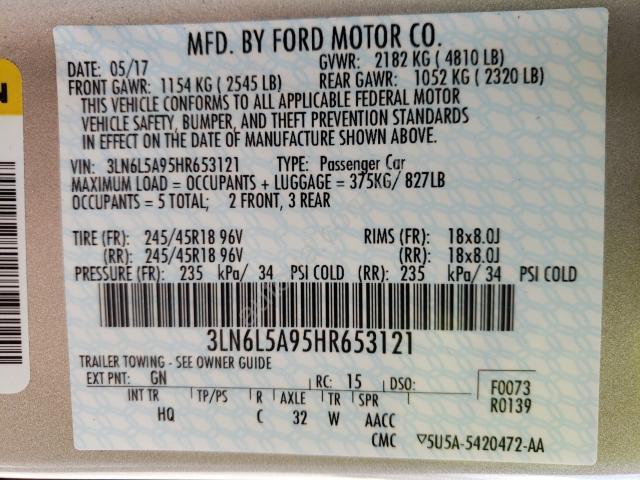 MFD. BY FORD MOTOR CO.
DATE: 05/17 GVWR: 2182 KG ( 4810 LB)
FRONT GAWR: 1154 KG ( 2545 LB) REAR GAWR: 1052 KG ( 2320 LB)
THIS VEHICLE CONFORMS TO ALL APPLICABLE FEDERAL MOTOR
VEHICLE SAFETY, BUMPER, AND THEFT PREVENTION STANDARDS
IN EFFECT ON THE DATE OF MANUFACTURE SHOWN ABOVE.
VIN: 3LN6L5A95HR653121 TYPE: Passenger Car
MAXIMUM LOAD = OCCUPANTS + LUGGAGE = 375KG/ 827LB
OCCUPANTS = 5 TOTAL; 2 FRONT, 3 REAR
TIRE (FR): 245/45R18 96V RIMS (FR): 18x8.0J
(RR): 245/45R18 96V (RR): 18x8.0J
PRESSURE (FR): 235 kPa/ 34 PSI COLD (RR): 235 kPa/ 34 PSI COLD
3LN6L5A95HR653121
TRAILER TOWING - SEE OWNER GUIDE
EXT PNT: GN RC: 15 DSO: F0073
INT TR TP/PS R AXLE TR SPR R0139
HQ C 32 W AACC
CMC ▽5U5A-5420472-AA